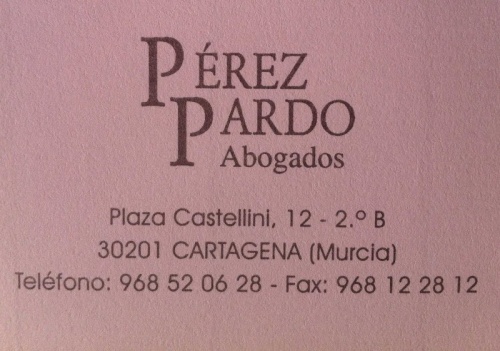 PÉREZ
PARDO
Abogados
Plaza Castellini, 12 - 2.º B
30201 CARTAGENA (Murcia)
Teléfono: 968 52 06 28 - Fax: 968 12 28 12